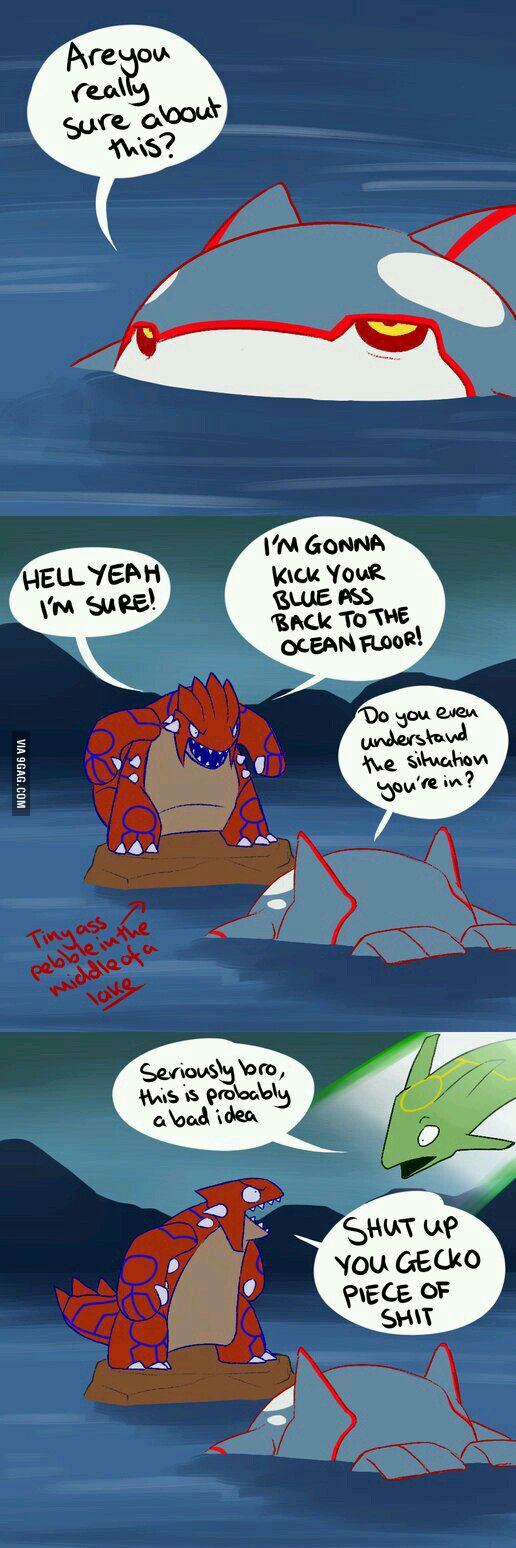 Are you
really
sure about
this?
HELL YEAH
I'M SURE!
I'M GONNA
KICK YOUR
BLUE ASS
BACK TO THE
OCEAN FLOOR!
Do you even
understand
the situation
you're in?
VIA 9GAG.COM
Tiny ass
pebble in the
middle of a
lake
Seriously bro,
this is probably
a bad idea
SHUT UP
YOU GECKO
PIECE OF
SHIT